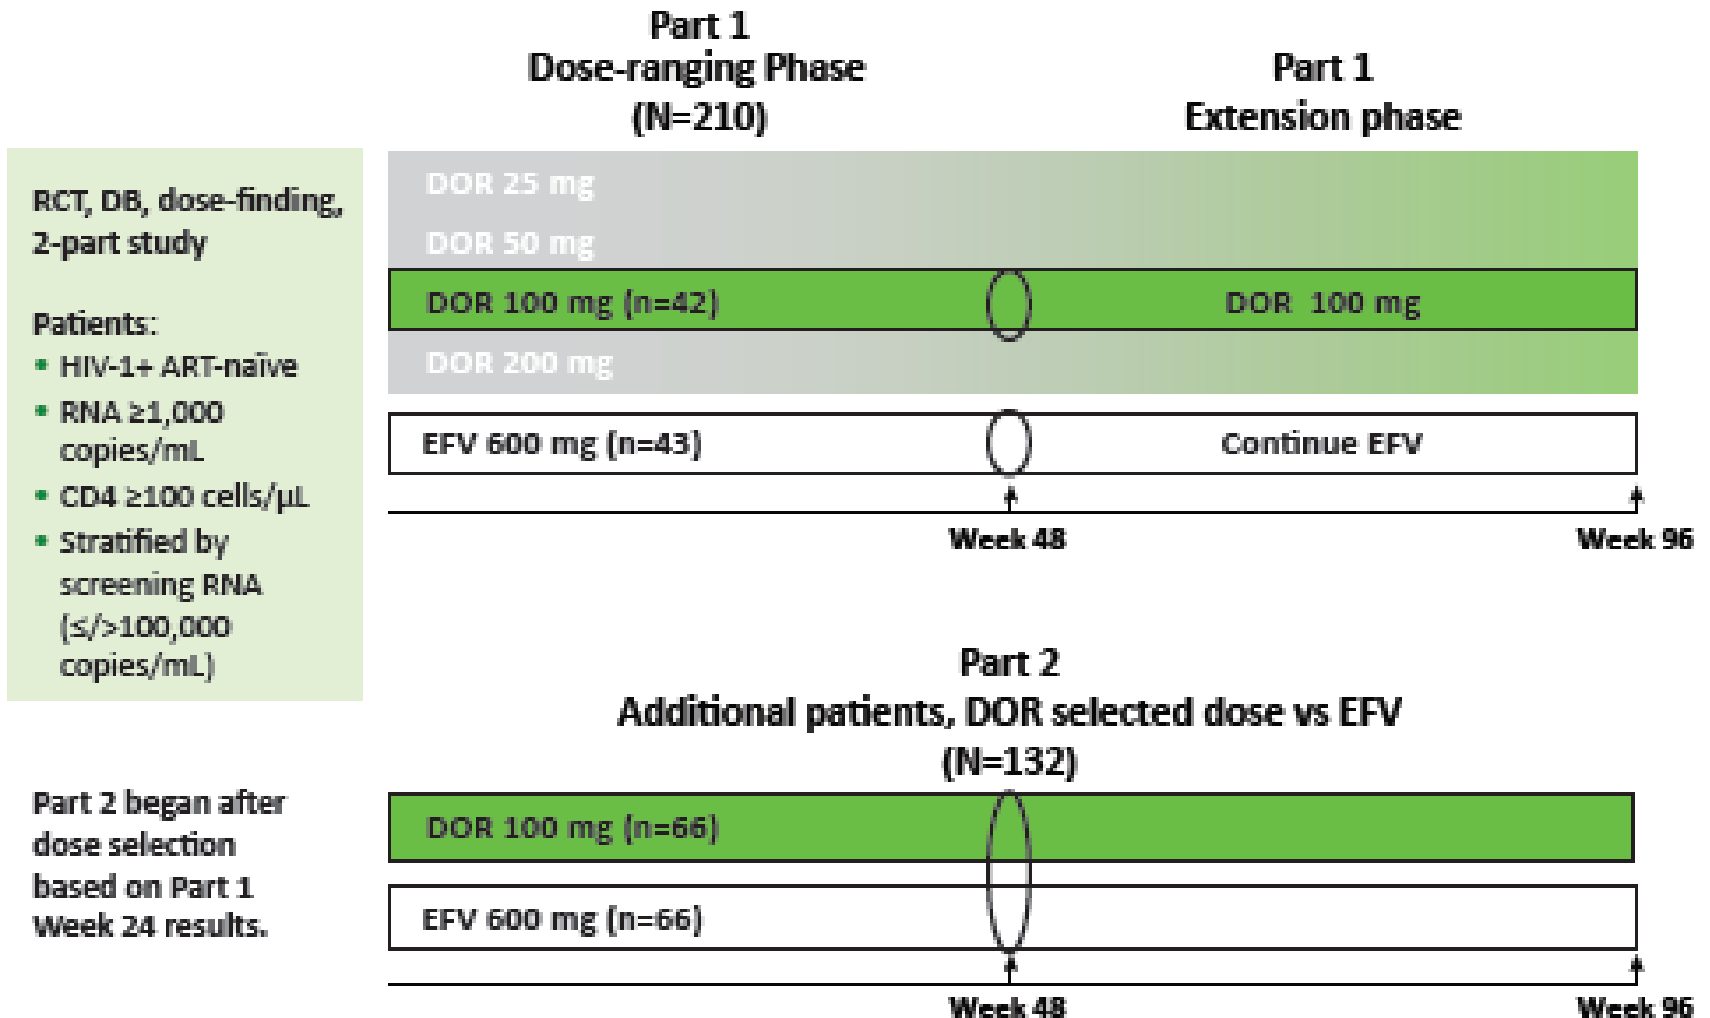 Part 1
Dose-ranging Phase
(N=210)
Part 1
Extension phase
RCT, DB, dose-finding,
2-part study
Patients:
• HIV-1+ ART-naïve
• RNA ≥1,000
copies/mL
• CD4 ≥100 cells/µL
• Stratified by
screening RNA
(≤/>100,000
copies/mL)
DOR 25 mg
DOR 50 mg
DOR 100 mg (n=42)
DOR 100 mg
DOR 200 mg
EFV 600 mg (n=43)
Continue EFV
Week 48
Week 96
Part 2
Additional patients, DOR selected dose vs EFV
(N=132)
Part 2 began after
dose selection
based on Part 1
Week 24 results.
DOR 100 mg (n=66)
EFV 600 mg (n=66)
Week 48
Week 96